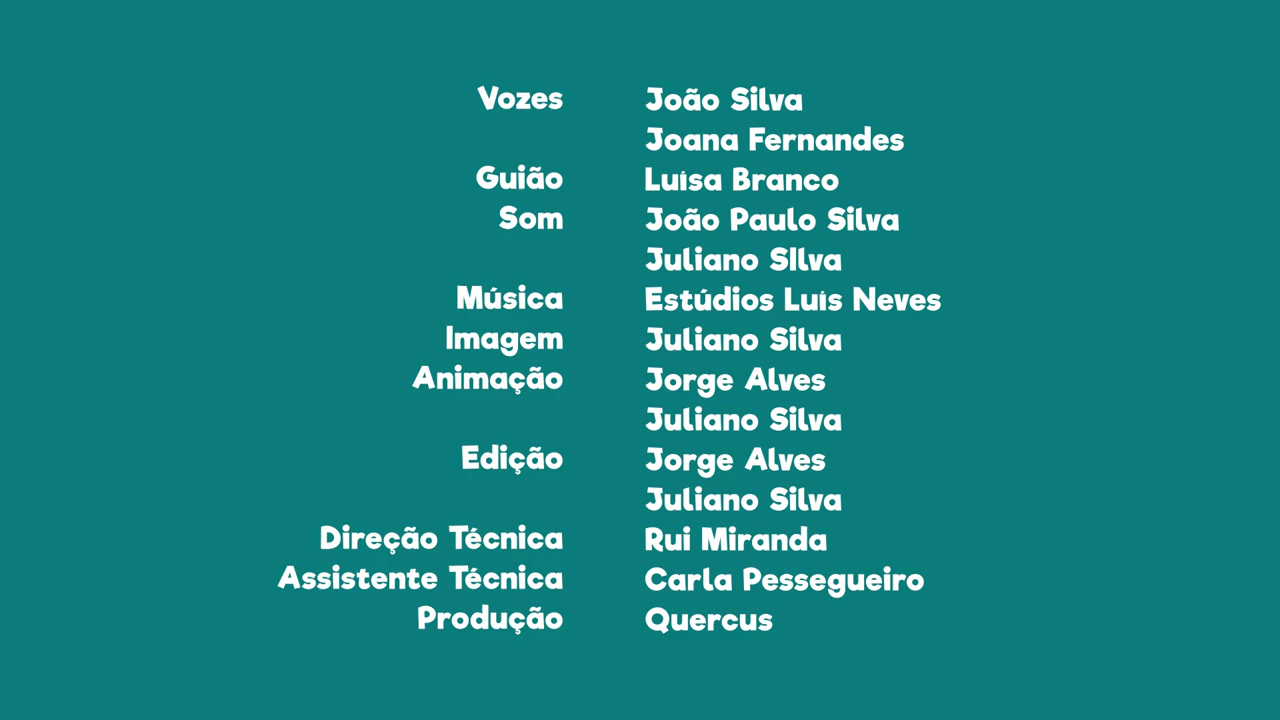 Vozes João Silva
Joana Fernandes
Guião Luísa Branco
Som João Paulo Silva
Juliano SIlva
Música Estúdios Luís Neves
Imagem Juliano Silva
Animação Jorge Alves
Juliano Silva
Edição Jorge Alves
Juliano Silva
Direção Técnica Rui Miranda
Assistente Técnica Carla Pessegueiro
Produção Quercus